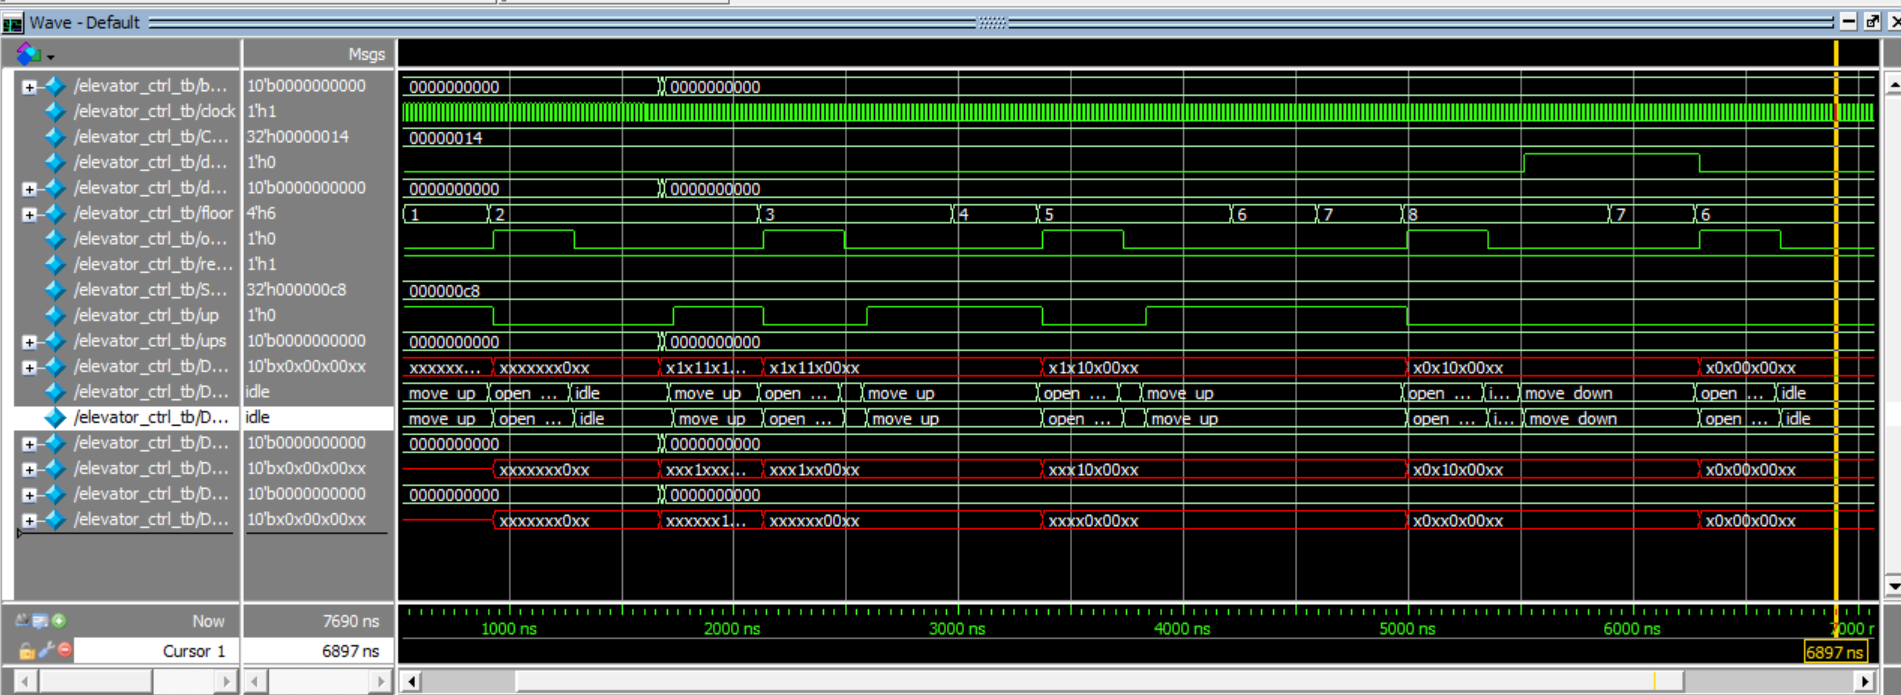 Wave - Default
Msgs
/elevator_ctrl_tb/b... 10'b0000000000 0000000000 0000000000
/elevator_ctrl_tb/clock 1'h1
/elevator_ctrl_tb/C... 32'h00000014 00000014
/elevator_ctrl_tb/d... 1'h0
/elevator_ctrl_tb/d... 10'b0000000000 0000000000 0000000000
/elevator_ctrl_tb/floor 4'h6 1 2 3 4 5 6 7 8 7 6
/elevator_ctrl_tb/o... 1'h0
/elevator_ctrl_tb/re... 1'h1
/elevator_ctrl_tb/S... 32'h000000c8 000000c8
/elevator_ctrl_tb/up 1'h0
/elevator_ctrl_tb/ups 10'b0000000000 0000000000 0000000000
/elevator_ctrl_tb/D... 10'bx0x00x00xx xxxxxx... xxxxxxx0xx x1x11x1... x1x11x00xx x1x10x00xx x0x10x00xx x0x00x00xx
/elevator_ctrl_tb/D... idle move up open ... idle move up open ... move up open ... move up open ... i... move down open ... idle
/elevator_ctrl_tb/D... idle move up open ... idle move up open ... move up open ... move up open ... i... move down open ... idle
/elevator_ctrl_tb/D... 10'b0000000000 0000000000 0000000000
/elevator_ctrl_tb/D... 10'bx0x00x00xx xxxxxxx0xx xxx1xxx... xxx1xx00xx xxx10x00xx x0x10x00xx x0x00x00xx
/elevator_ctrl_tb/D... 10'b0000000000 0000000000 0000000000
/elevator_ctrl_tb/D... 10'bx0x00x00xx xxxxxxx0xx xxxxxx1... xxxxxx00xx xxxx0x00xx x0xx0x00xx x0x00x00xx
Now 7690 ns 1000 ns 2000 ns 3000 ns 4000 ns 5000 ns 6000 ns
Cursor 1 6897 ns 6897 ns